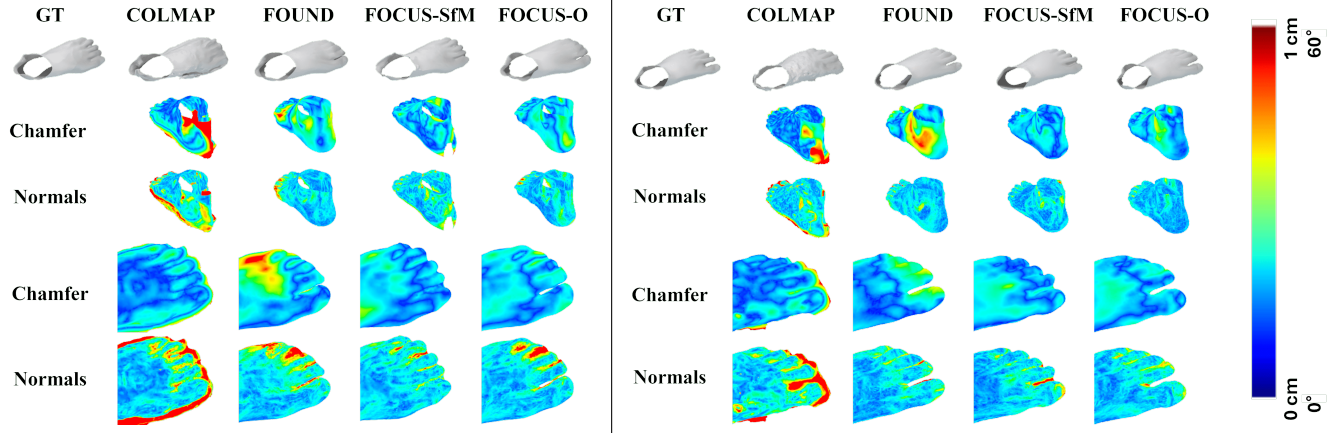 GT COLMAP FOUND FOCUS-SfM FOCUS-O
Chamfer
Normals
Chamfer
Normals
GT COLMAP FOUND FOCUS-SfM FOCUS-O
Chamfer
Normals
Chamfer
Normals
1 cm 60°
0 cm 0°